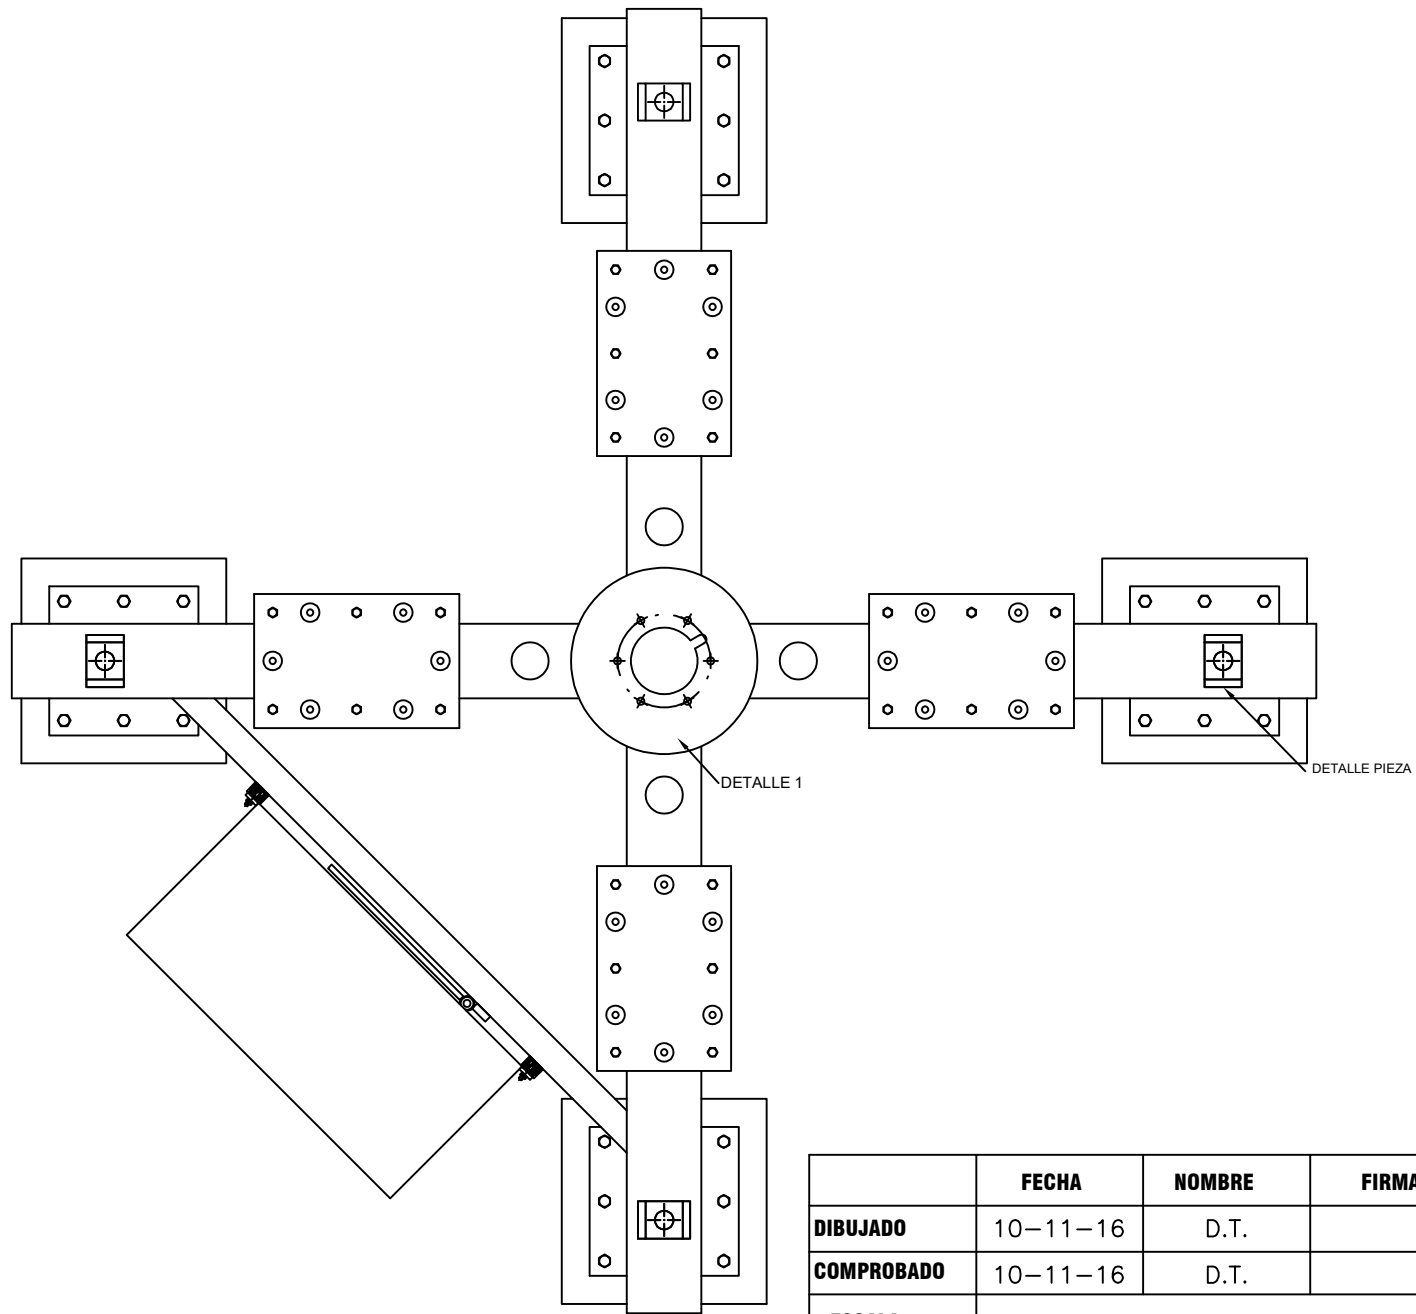 DETALLE 1
DETALLE PIEZA
FECHA NOMBRE FIRMA
DIBUJADO 10-11-16 D.T.
COMPROBADO 10-11-16 D.T.